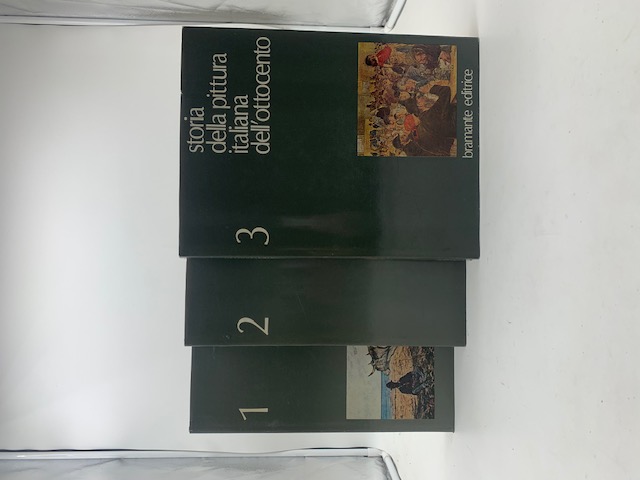 storia
della pittura
italiana
dell'ottocento
bramante editrice
3
2
1